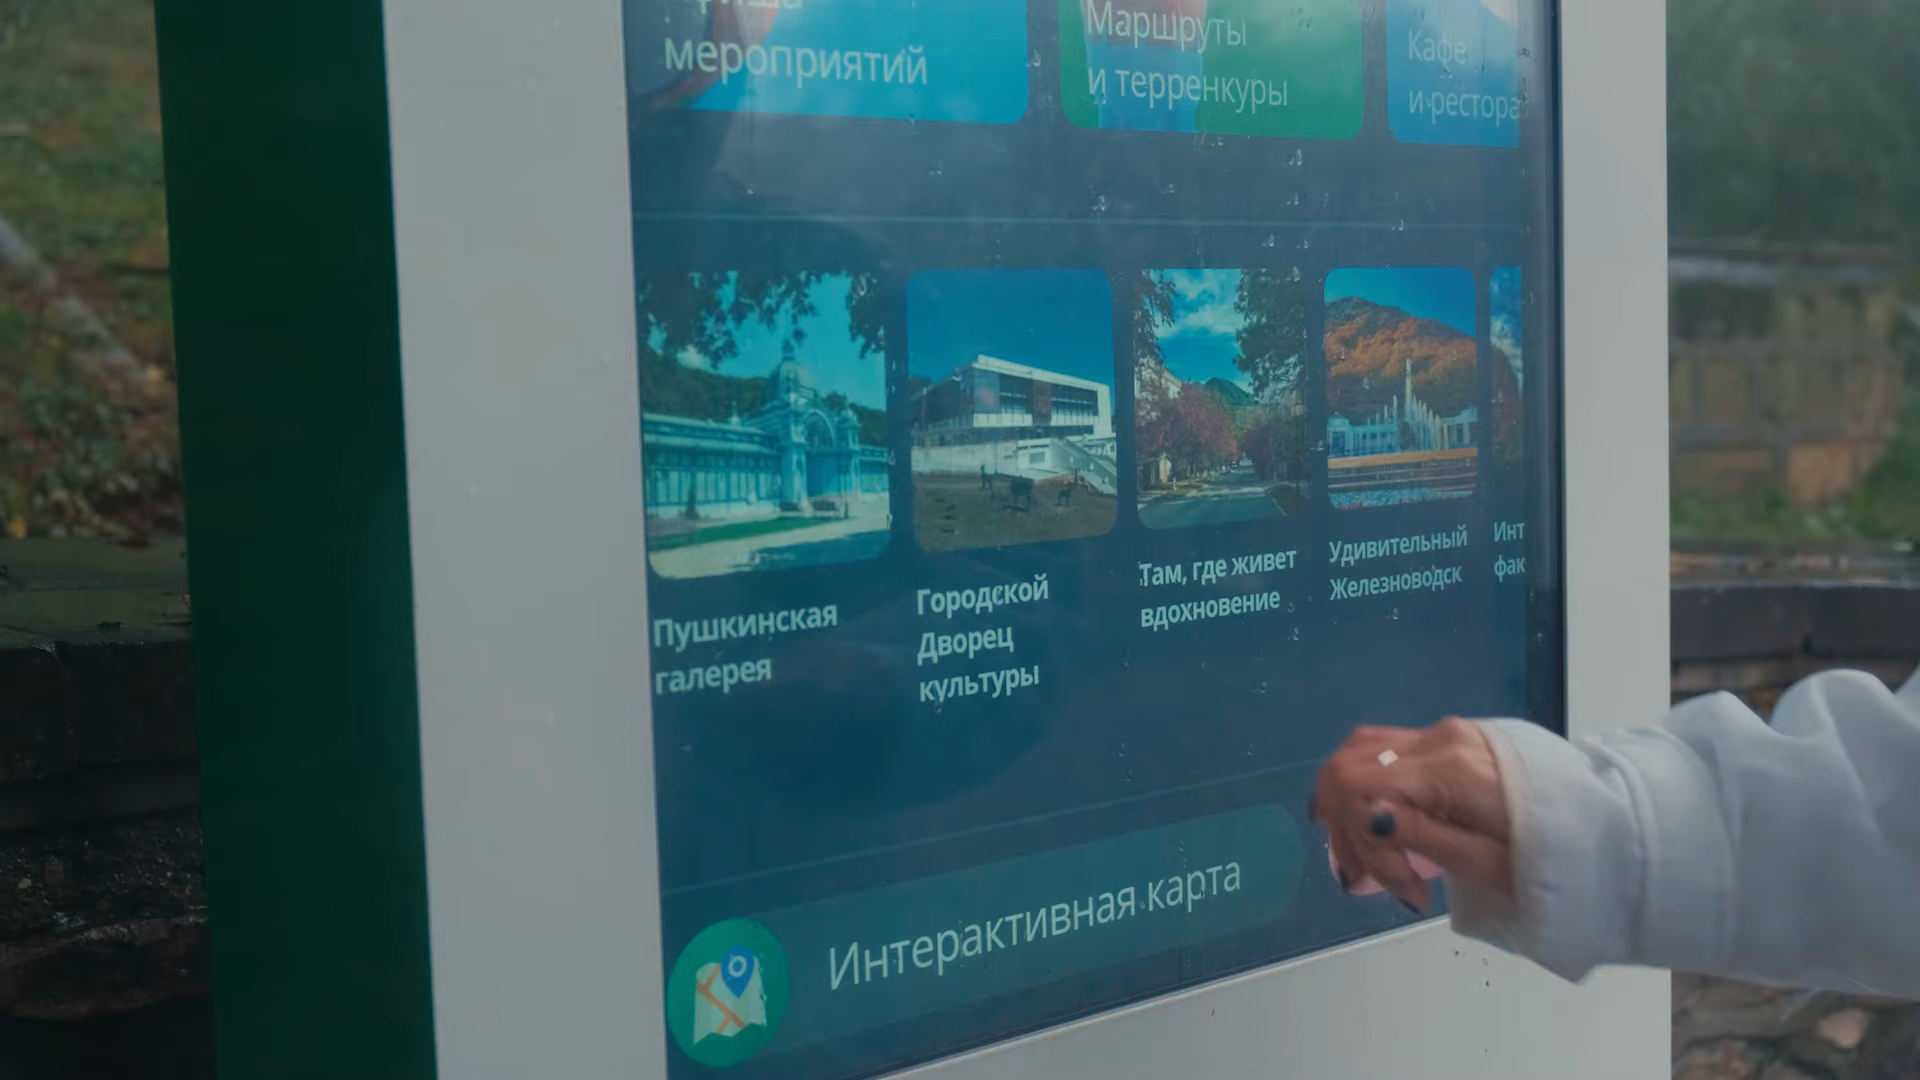 мероприятий
Маршруты
и терренкуры
Кафе
Пушкинская
галерея
Городской
Дворец
культуры
Там, где живет
вдохновение
Удивительный
Железноводск
Интерактивная карта